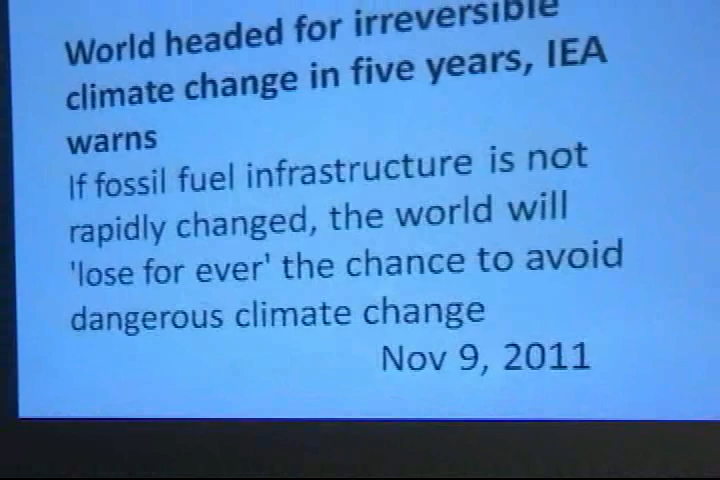 World headed for irreversible
climate change in five years, IEA
warns
If fossil fuel infrastructure is not
rapidly changed, the world will
'lose for ever' the chance to avoid
dangerous climate change
Nov 9, 2011